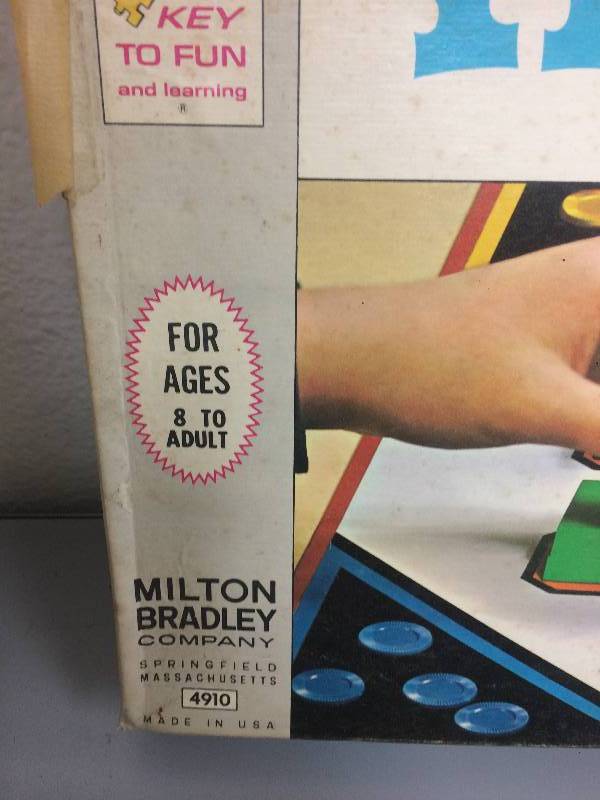 KEY
TO FUN
and learning
®
FOR
AGES
8 TO
ADULT
MILTON
BRADLEY
COMPANY
SPRINGFIELD
MASSACHUSETTS
4910
MADE IN USA